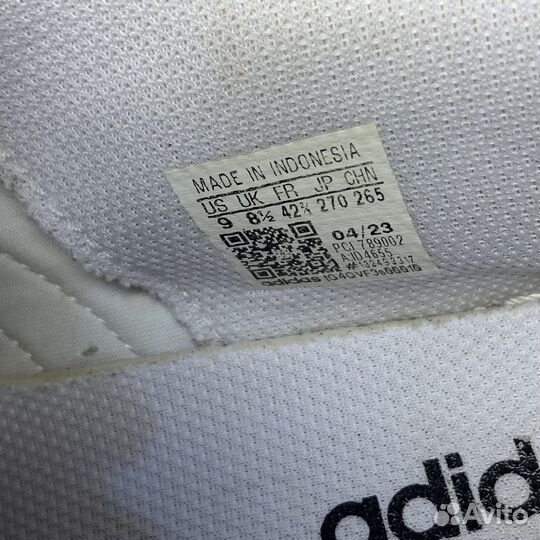 MADE IN INDONESIA
US UK FR JP CHN
9 8½ 42⅔ 270 265
04/23
PCI 789002
adidas
adid
Avito